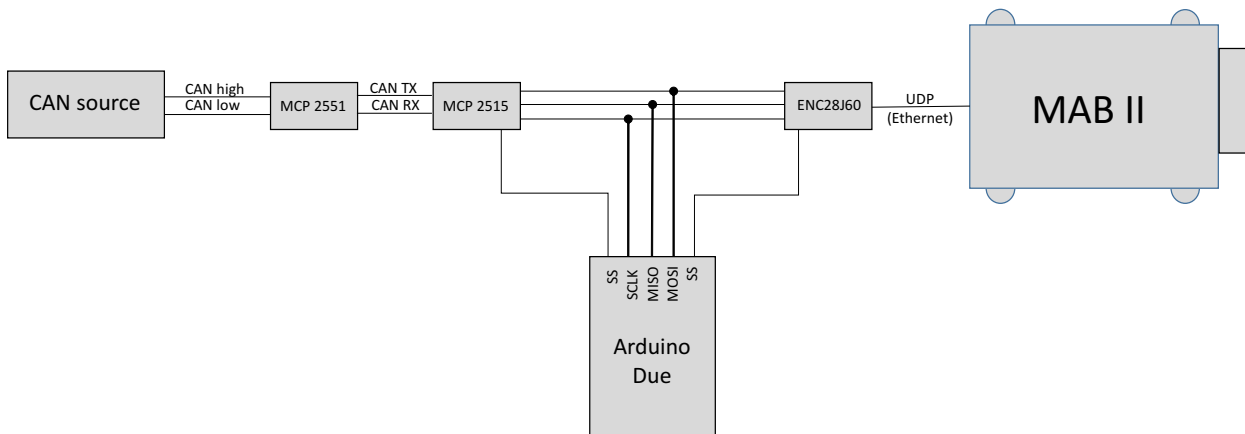 CAN source
CAN high
CAN low
MCP 2551
CAN TX
CAN RX
MCP 2515
ENC28J60
UDP
(Ethernet)
MAB II
SS
SCLK
MISO
MOSI
SS
Arduino
Due